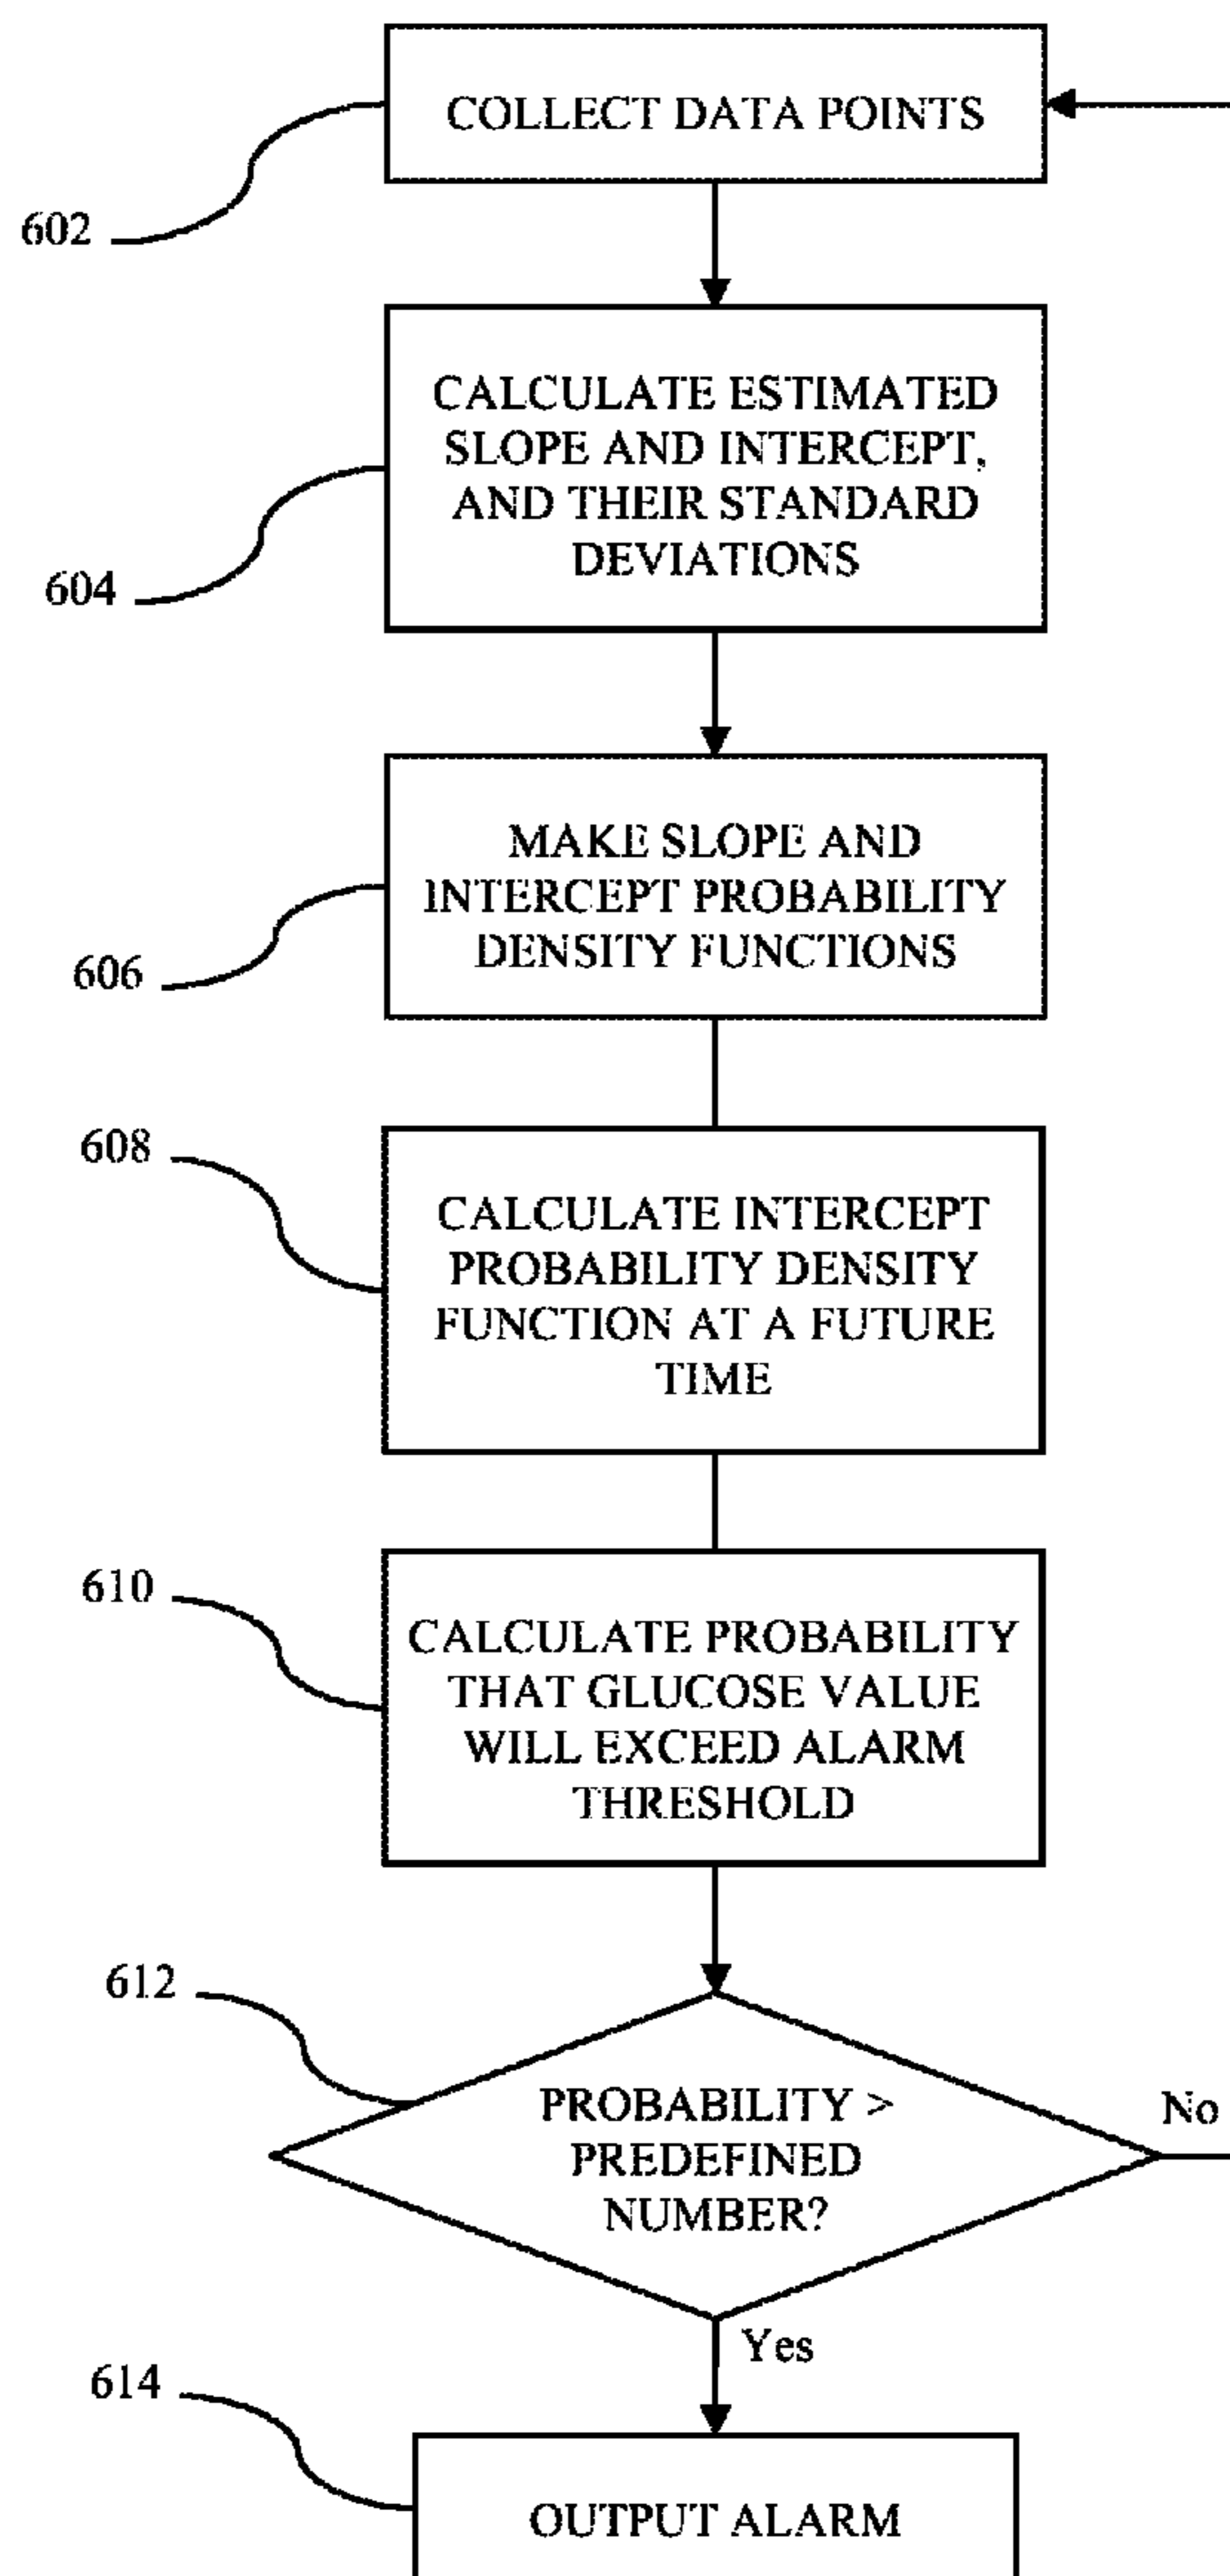 COLLECT DATA POINTS
602
CALCULATE ESTIMATED
SLOPE AND INTERCEPT,
AND THEIR STANDARD
DEVIATIONS
604
MAKE SLOPE AND
INTERCEPT PROBABILITY
DENSITY FUNCTIONS
606
608
CALCULATE INTERCEPT
PROBABILITY DENSITY
FUNCTION AT A FUTURE
TIME
610
CALCULATE PROBABILITY
THAT GLUCOSE VALUE
WILL EXCEED ALARM
THRESHOLD
612
PROBABILITY >
PREDEFINED
NUMBER?
No
Yes
614
OUTPUT ALARM